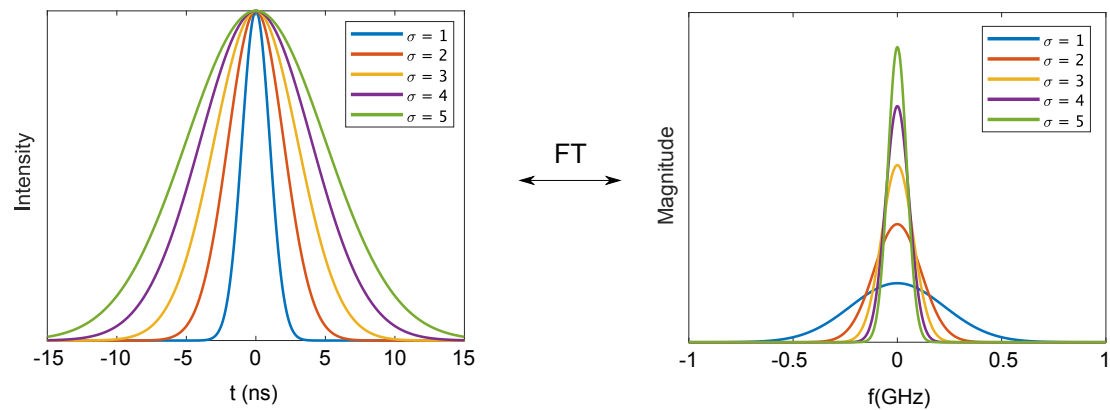 Intensity
σ = 1
σ = 2
σ = 3
σ = 4
σ = 5
-15 -10 -5 0 5 10 15
t (ns)
FT
Magnitude
σ = 1
σ = 2
σ = 3
σ = 4
σ = 5
-1 -0.5 0 0.5 1
f(GHz)